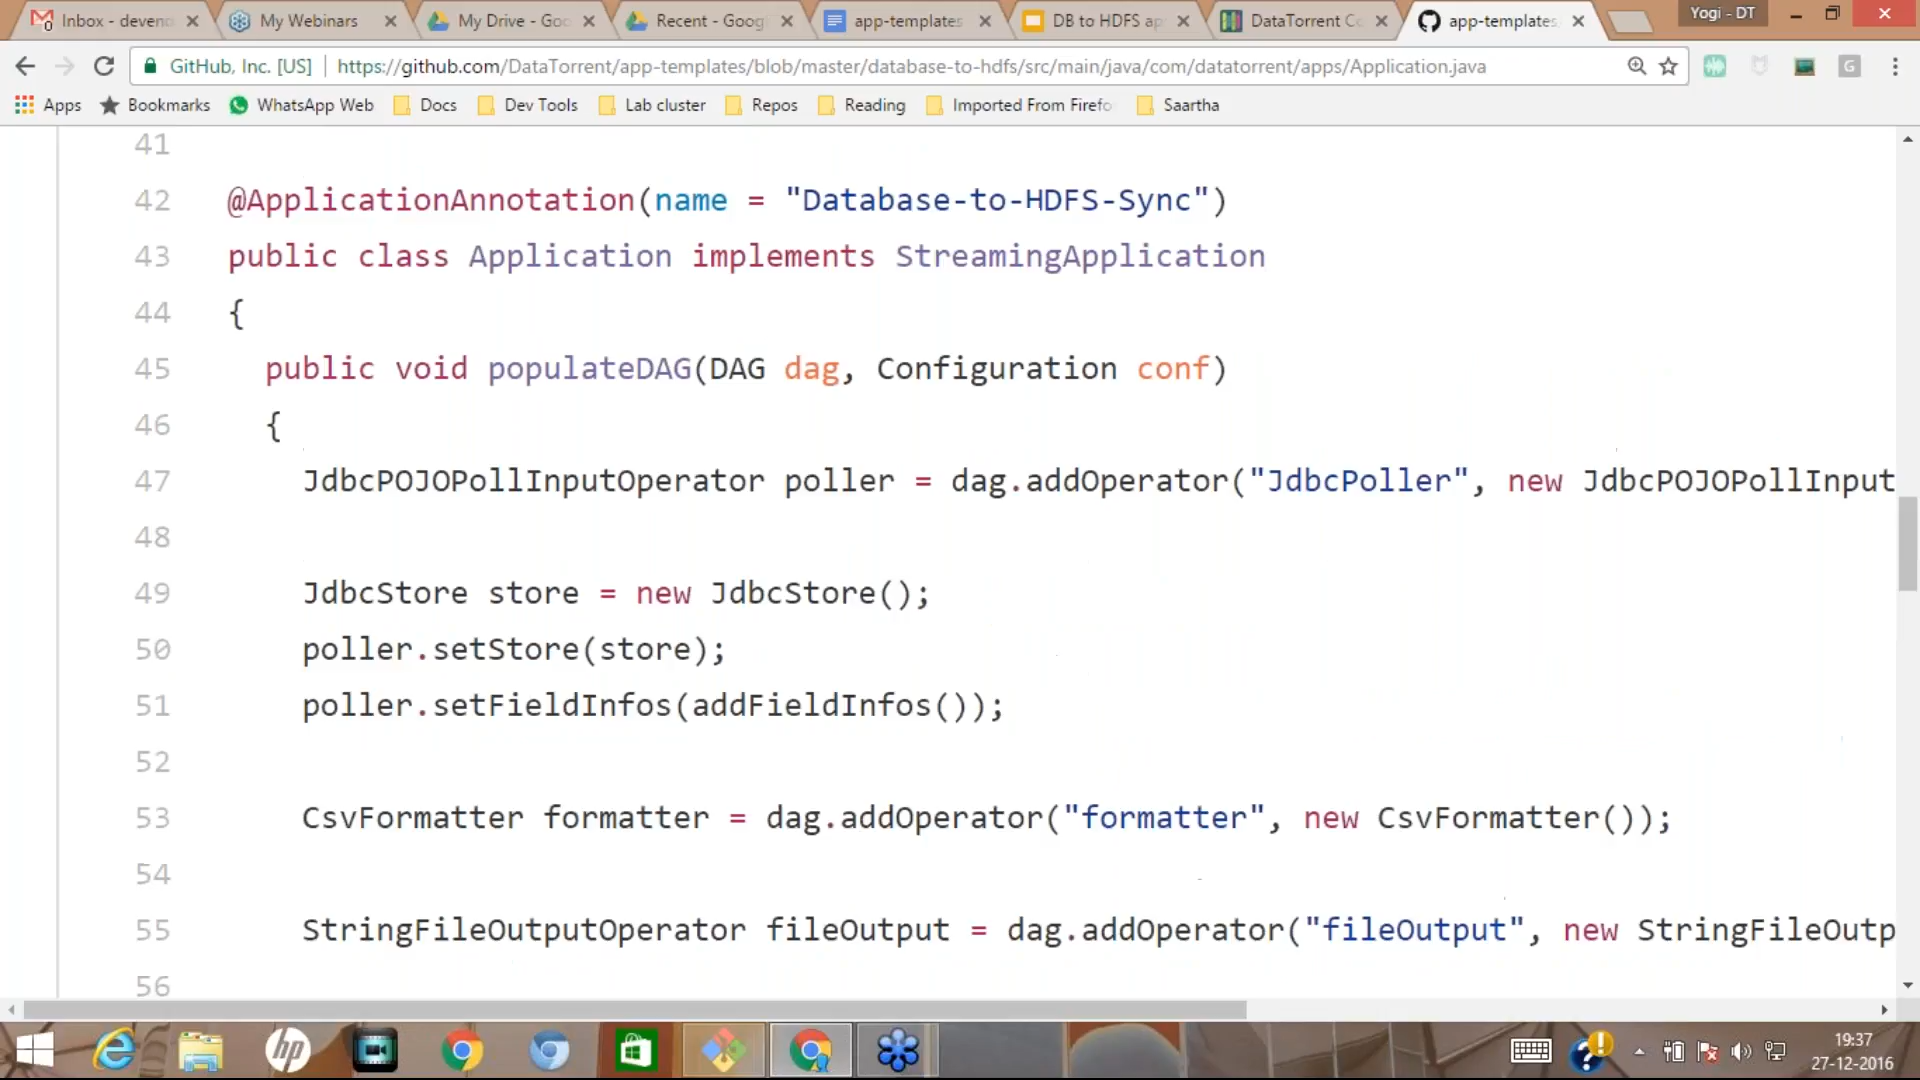 Inbox - deveno
My Webinars
My Drive - Goo
Recent - Googl
app-templates
DB to HDFS ap
DataTorrent Co
app-templates
Yogi - DT
GitHub, Inc. [US] https://github.com/DataTorrent/app-templates/blob/master/database-to-hdfs/src/main/java/com/datatorrent/apps/Application.java
Apps Bookmarks WhatsApp Web Docs Dev Tools Lab cluster Repos Reading Imported From Firefo Saartha
41
42 @ApplicationAnnotation(name = "Database-to-HDFS-Sync")
43 public class Application implements StreamingApplication
44 {
45 public void populateDAG(DAG dag, Configuration conf)
46 {
47 JdbcPOJOPollInputOperator poller = dag.addOperator("JdbcPoller", new JdbcPOJOPollInput
48
49 JdbcStore store = new JdbcStore();
50 poller.setStore(store);
51 poller.setFieldInfos(addFieldInfos());
52
53 CsvFormatter formatter = dag.addOperator("formatter", new CsvFormatter());
54
55 StringFileOutputOperator fileOutput = dag.addOperator("fileOutput", new StringFileOutp
56
19:37
27-12-2016